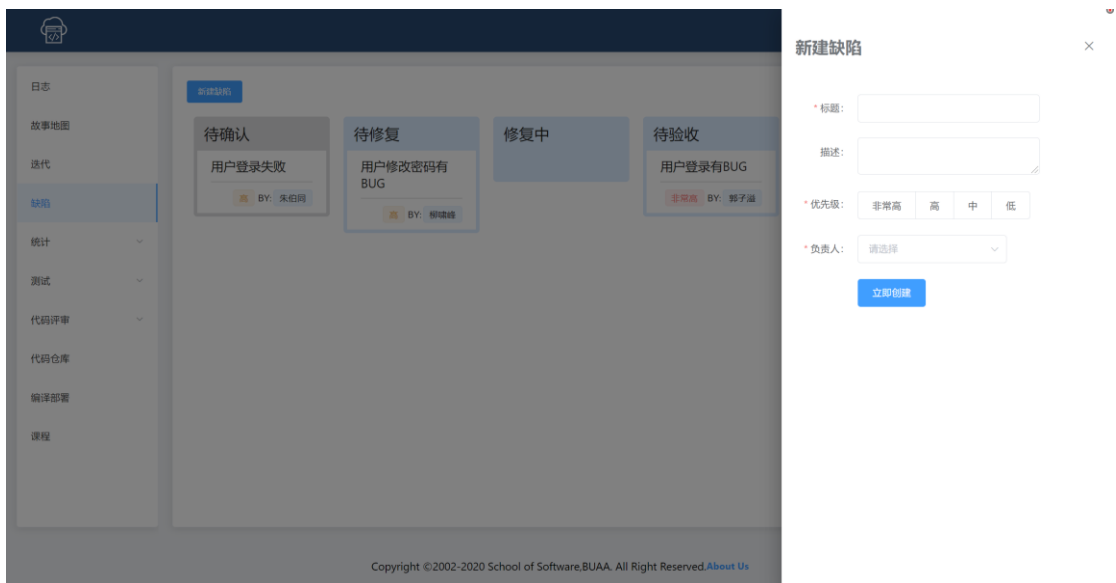 日志
故事地图
迭代
缺陷
统计
测试
代码评审
代码仓库
编译部署
课程
新建缺陷
待确认
用户登录失败
高 BY: 朱伯同
待修复
用户修改密码有
BUG
高 BY: 柳啸峰
修复中
待验收
用户登录有BUG
非常高 BY: 郭子溢
新建缺陷
* 标题:
描述:
* 优先级: 非常高 高 中 低
* 负责人: 请选择
立即创建
Copyright ©2002-2020 School of Software,BUAA. All Right Reserved.About Us